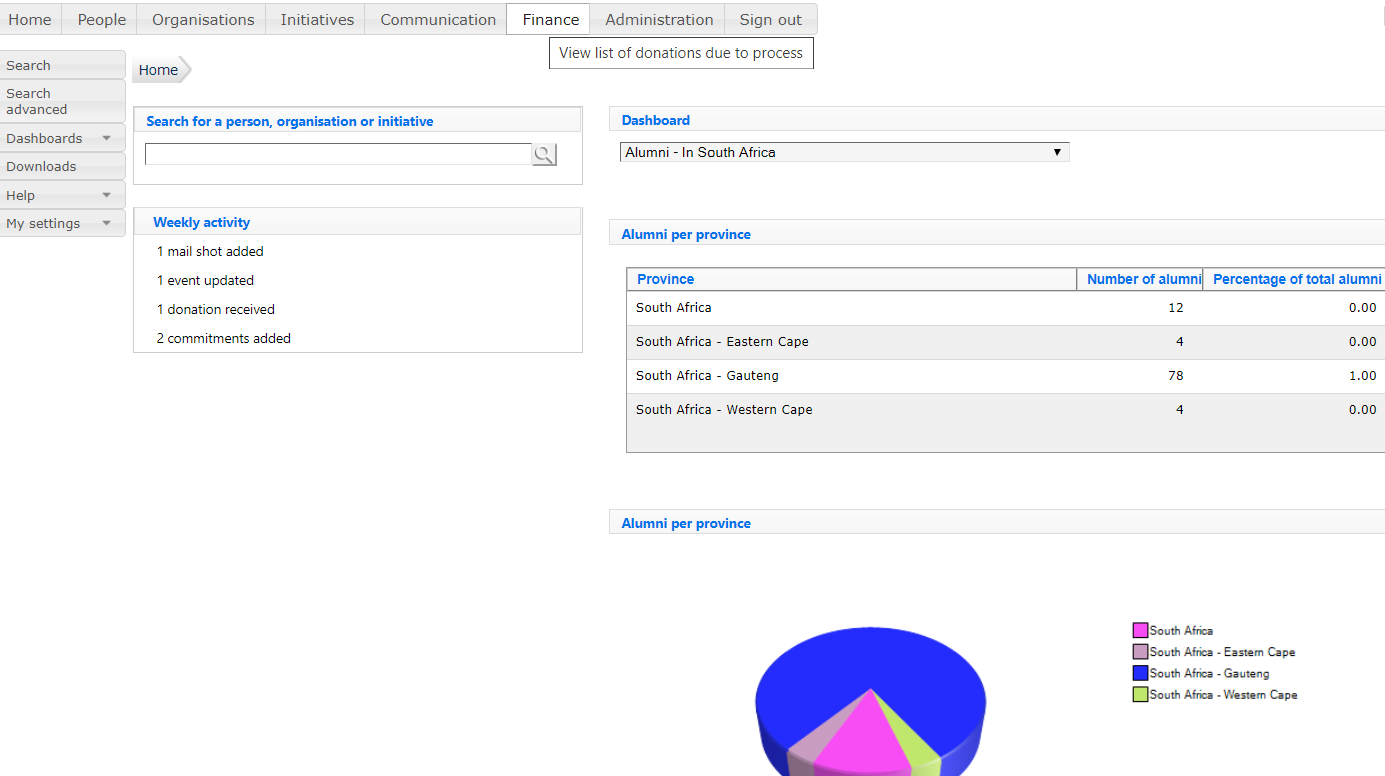 Home People Organisations Initiatives Communication Finance Administration Sign out
View list of donations due to process
Search
Search advanced
Dashboards
Downloads
Help
My settings
Home
Search for a person, organisation or initiative
Weekly activity
1 mail shot added
1 event updated
1 donation received
2 commitments added
Dashboard
Alumni - In South Africa
Alumni per province
Province Number of alumni Percentage of total alumni
South Africa 12 0.00
South Africa - Eastern Cape 4 0.00
South Africa - Gauteng 78 1.00
South Africa - Western Cape 4 0.00
Alumni per province
South Africa
South Africa - Eastern Cape
South Africa - Gauteng
South Africa - Western Cape